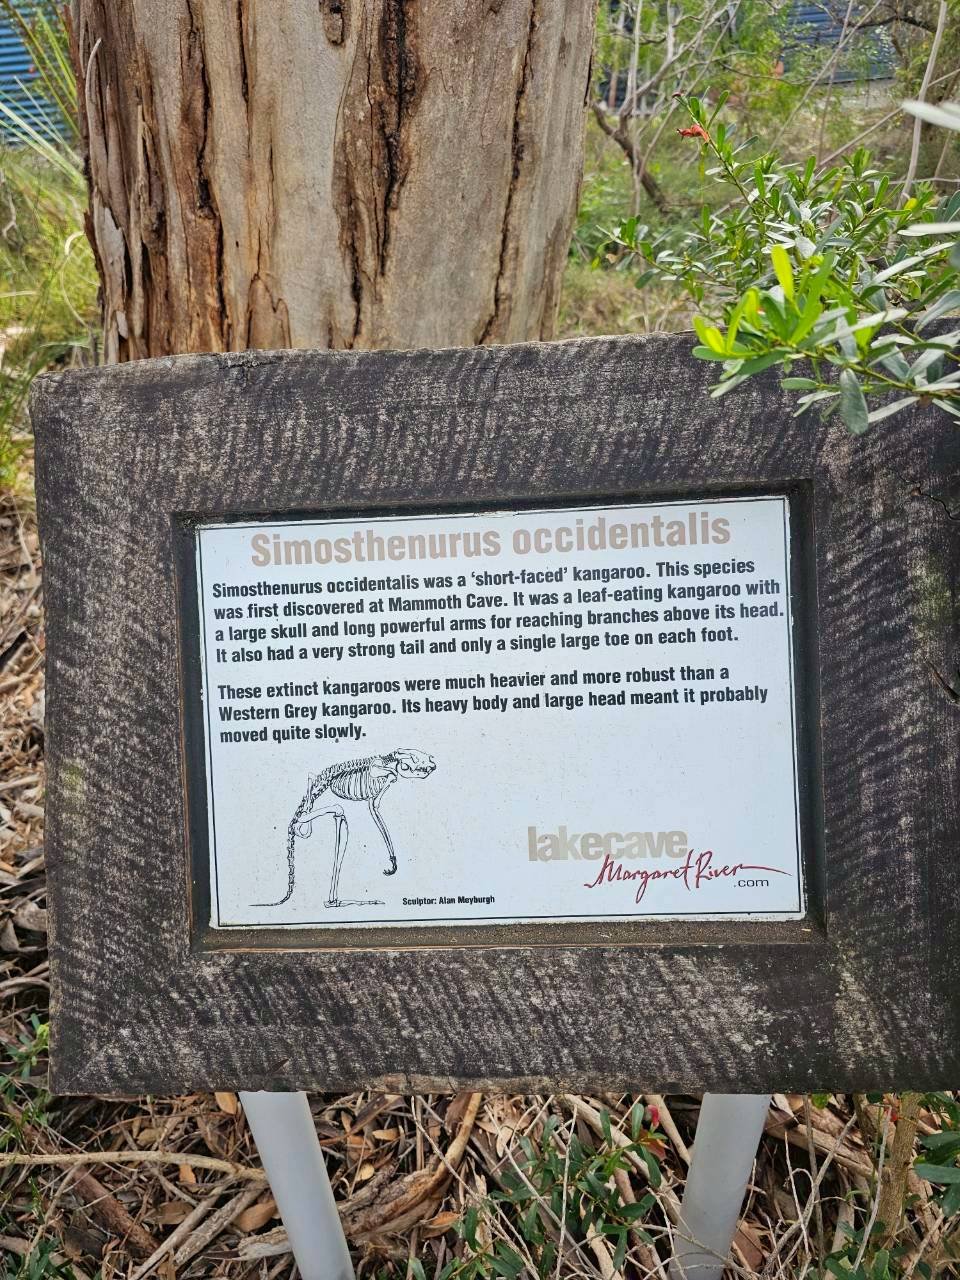 Simosthenurus occidentalis
Simosthenurus occidentalis was a ‘short-faced’ kangaroo. This species
was first discovered at Mammoth Cave. It was a leaf-eating kangaroo with
a large skull and long powerful arms for reaching branches above its head.
It also had a very strong tail and only a single large toe on each foot.
These extinct kangaroos were much heavier and more robust than a
Western Grey kangaroo. Its heavy body and large head meant it probably
moved quite slowly.
lakecave
Margaret River
.com
Sculptor: Alan Meyburgh